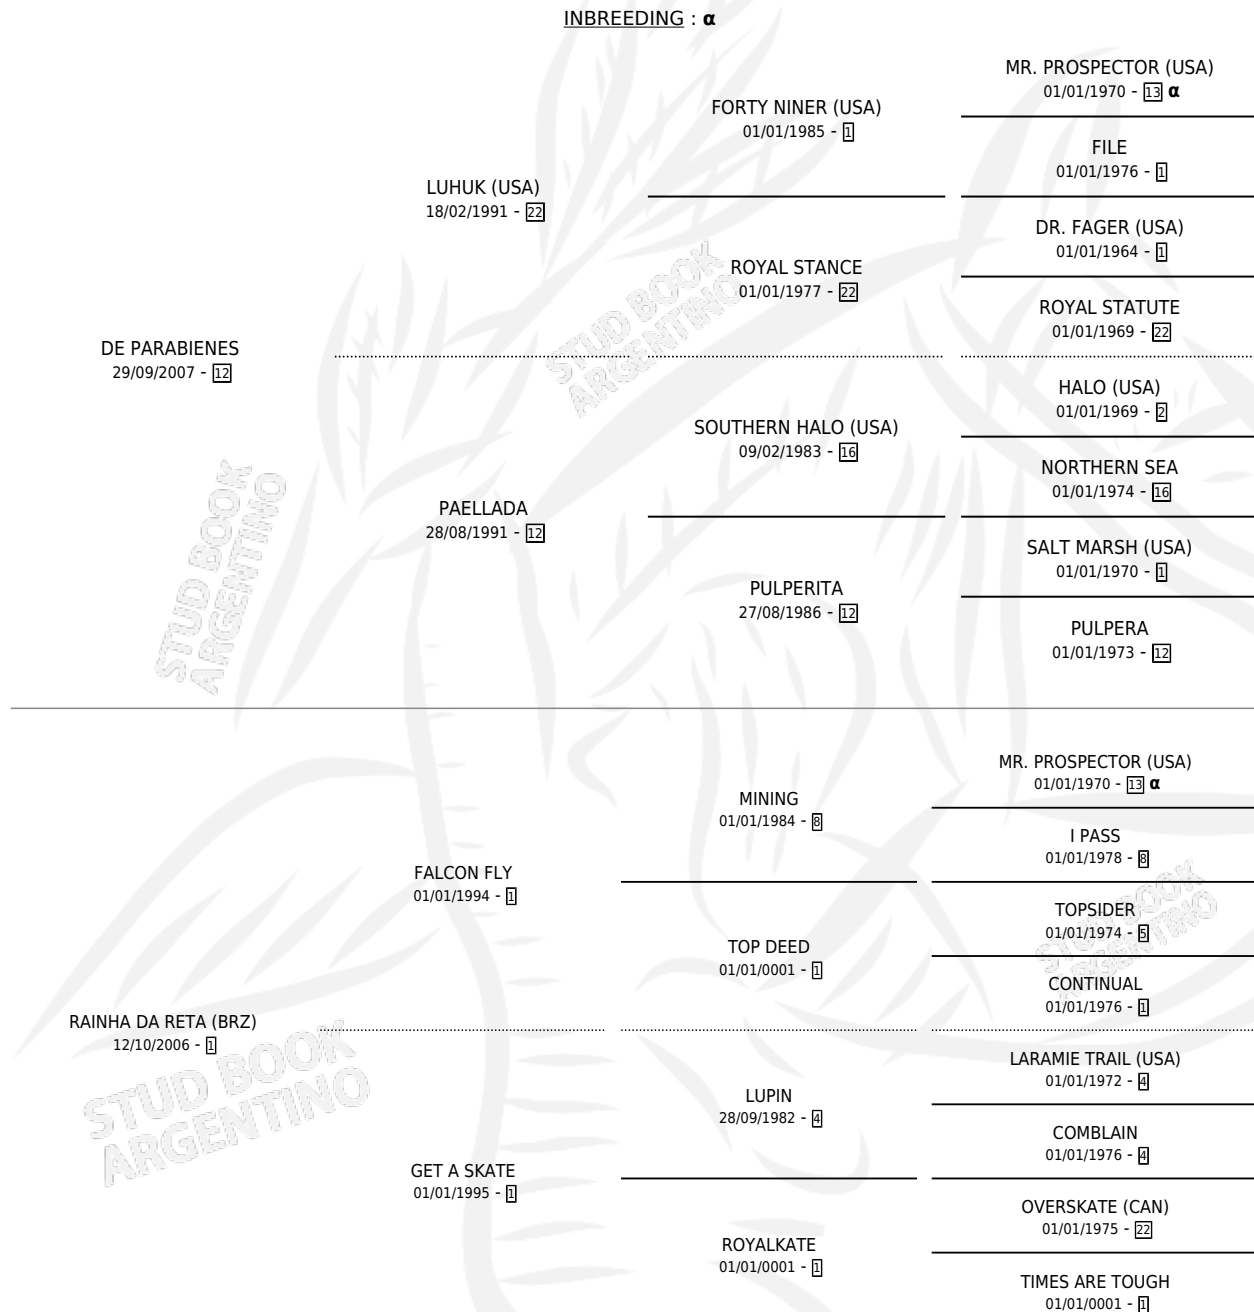 INBREEDING : α
MR. PROSPECTOR (USA)
01/01/1970 - 13 α
FORTY NINER (USA)
01/01/1985 - 1
FILE
01/01/1976 - 1
LUHUK (USA)
18/02/1991 - 22
DR. FAGER (USA)
01/01/1964 - 1
ROYAL STANCE
01/01/1977 - 22
ROYAL STATUTE
01/01/1969 - 22
DE PARABIENES
29/09/2007 - 12
HALO (USA)
01/01/1969 - 2
SOUTHERN HALO (USA)
09/02/1983 - 16
NORTHERN SEA
01/01/1974 - 16
PAELLADA
28/08/1991 - 12
SALT MARSH (USA)
01/01/1970 - 1
PULPERITA
27/08/1986 - 12
PULPERA
01/01/1973 - 12
MR. PROSPECTOR (USA)
01/01/1970 - 13 α
MINING
01/01/1984 - 8
I PASS
01/01/1978 - 8
FALCON FLY
01/01/1994 - 1
TOPSIDER
01/01/1974 - 5
TOP DEED
01/01/0001 - 1
CONTINUAL
01/01/1976 - 1
RAINHA DA RETA (BRZ)
12/10/2006 - 1
LARAMIE TRAIL (USA)
01/01/1972 - 4
LUPIN
28/09/1982 - 4
COMBLAIN
01/01/1976 - 4
GET A SKATE
01/01/1995 - 1
OVERSKATE (CAN)
01/01/1975 - 22
ROYALKATE
01/01/0001 - 1
TIMES ARE TOUGH
01/01/0001 - 1
STUD BOOK
ARGENTINO
STUD BOOK
ARGENTINO
STUD BOOK
ARGENTINO
STUD BOOK
ARGENTINO